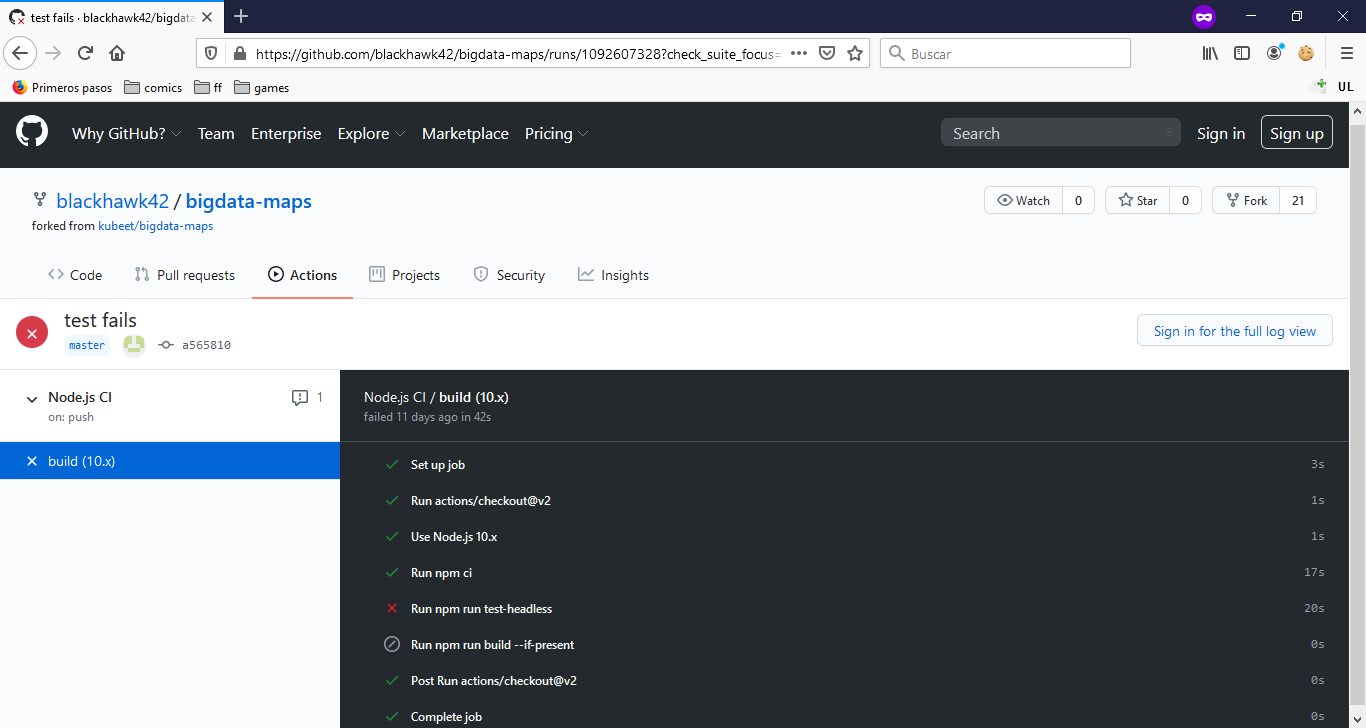 test fails · blackhawk42/bigdata
https://github.com/blackhawk42/bigdata-maps/runs/1092607328?check_suite_focus=
Buscar
Primeros pasos comics ff games
UL
Why GitHub? Team Enterprise Explore Marketplace Pricing
Search
Sign in Sign up
blackhawk42 / bigdata-maps
Watch 0 Star 0 Fork 21
forked from kubeet/bigdata-maps
Code Pull requests Actions Projects Security Insights
test fails
master a565810
Sign in for the full log view
Node.js CI 1
on: push
build (10.x)
Node.js CI / build (10.x)
failed 11 days ago in 42s
Set up job 3s
Run actions/checkout@v2 1s
Use Node.js 10.x 1s
Run npm ci 17s
Run npm run test-headless 20s
Run npm run build --if-present 0s
Post Run actions/checkout@v2 0s
Complete job 0s